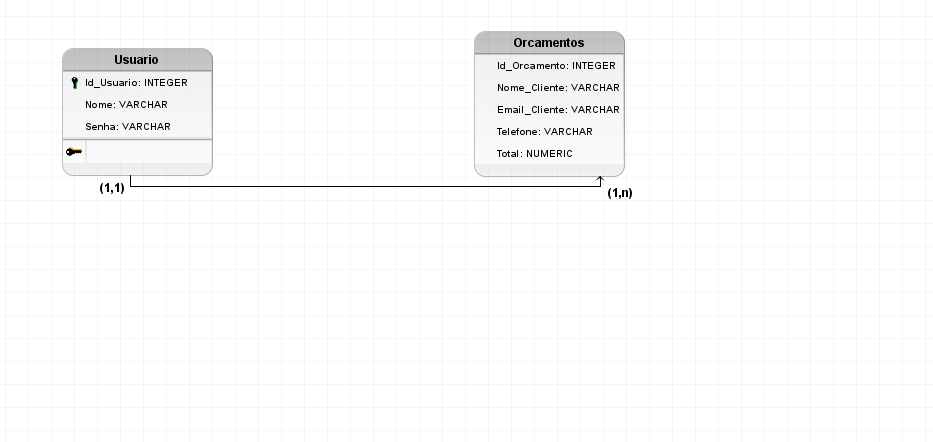 Usuario
Id_Usuario: INTEGER
Nome: VARCHAR
Senha: VARCHAR
(1,1)
Orcamentos
Id_Orcamento: INTEGER
Nome_Cliente: VARCHAR
Email_Cliente: VARCHAR
Telefone: VARCHAR
Total: NUMERIC
(1,n)